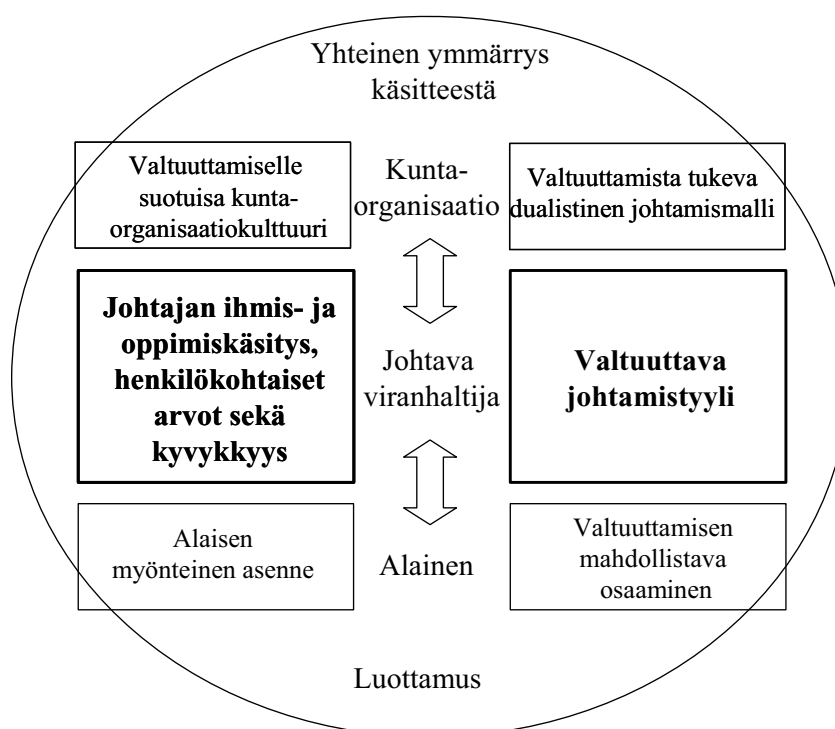 Yhteinen ymmärrys
käsitteestä
Valtuuttamiselle
suotuisa kunta-
organisaatiokulttuuri
Kunta-
organisaatio
Valtuuttamista tukeva
dualistinen johtamismalli
Johtajan ihmis- ja
oppimiskäsitys,
henkilökohtaiset
arvot sekä
kyvykkyys
Johtava
viranhaltija
Valtuuttava
johtamistyyli
Alaisen
myönteinen asenne
Alainen
Valtuuttamisen
mahdollistava
osaaminen
Luottamus